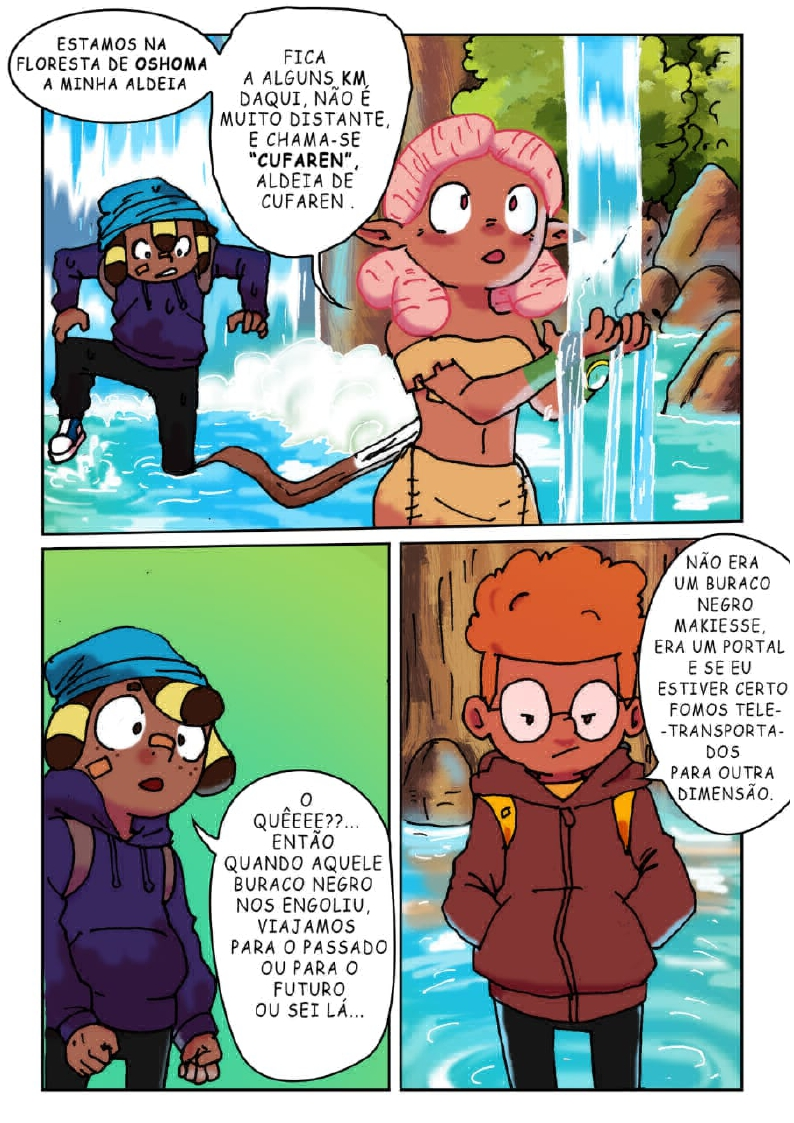 ESTAMOS NA
FLORESTA DE OSHOMA
A MINHA ALDEIA
FICA
A ALGUNS KM
DAQUI, NÃO É
MUITO DISTANTE,
E CHAMA-SE
“CUFAREN”,
ALDEIA DE
CUFAREN .
O
QUÊEEE??...
ENTÃO
QUANDO AQUELE
BURACO NEGRO
NOS ENGOLIU,
VIAJAMOS
PARA O PASSADO
OU PARA O
FUTURO
OU SEI LÁ...
NÃO ERA
UM BURACO
NEGRO
MAKIESSE,
ERA UM PORTAL
E SE EU
ESTIVER CERTO
FOMOS TELE-
-TRANSPORTA-
DOS
PARA OUTRA
DIMENSÃO.